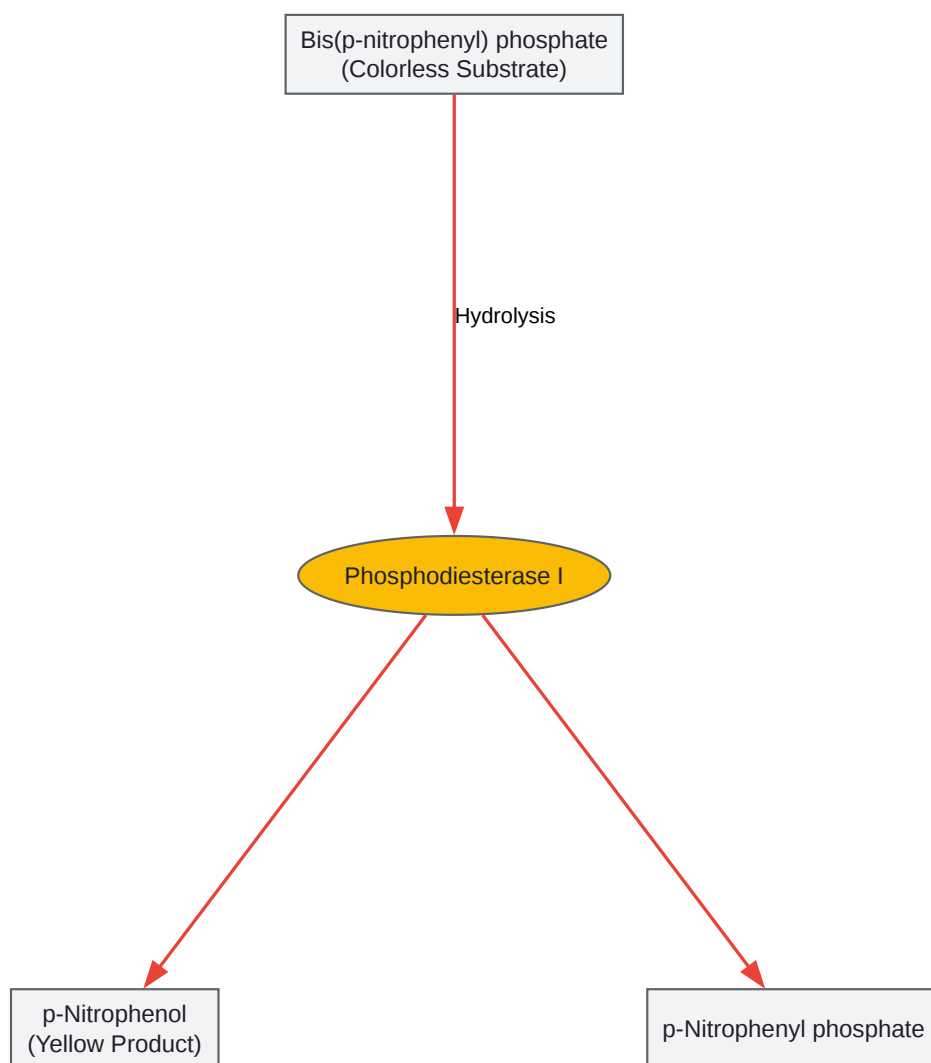 Bis(p-nitrophenyl) phosphate
(Colorless Substrate)
Hydrolysis
Phosphodiesterase I
p-Nitrophenol
(Yellow Product)
p-Nitrophenyl phosphate